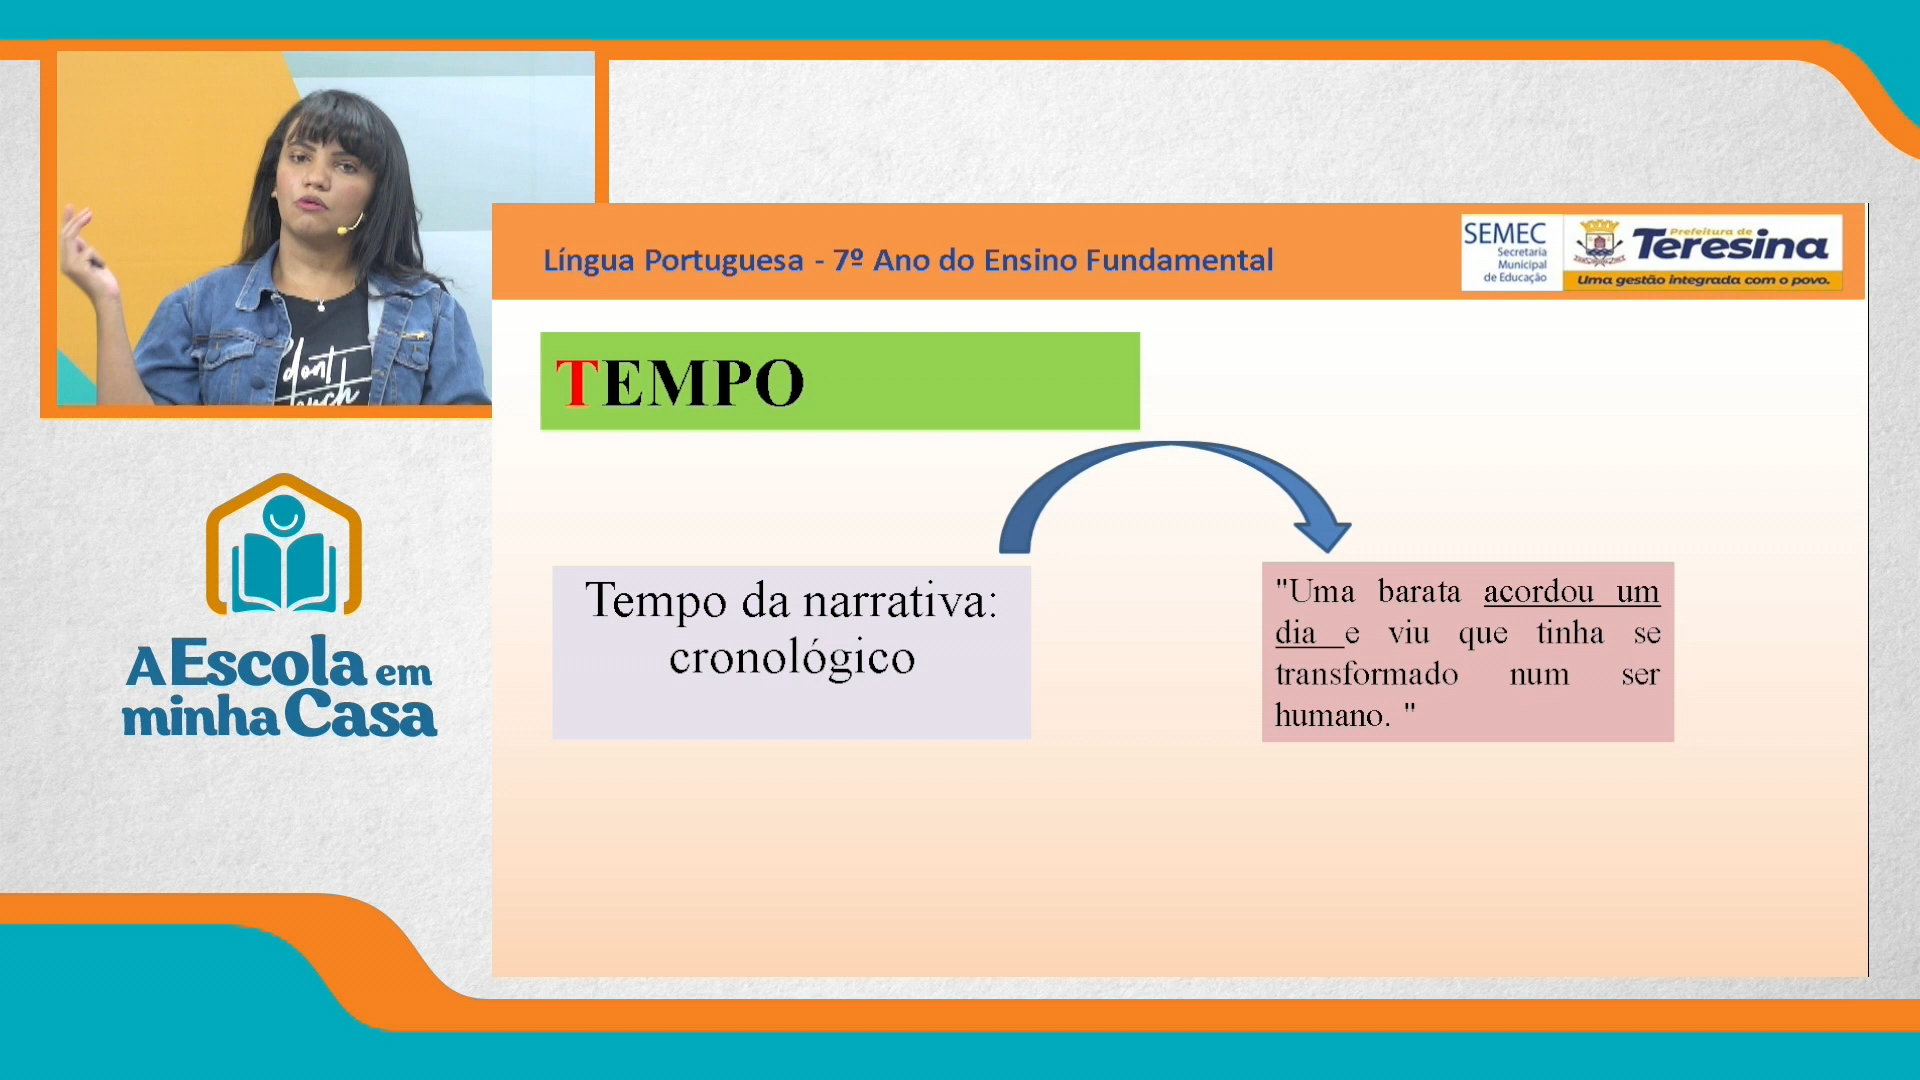 dont
touch
Língua Portuguesa - 7º Ano do Ensino Fundamental
SEMEC
Secretaria
Municipal
de Educação
Prefeitura de
Teresina
Uma gestão integrada com o povo.
TEMPO
Tempo da narrativa:
cronológico
"Uma barata acordou um
dia e viu que tinha se
transformado num ser
humano. "
A Escola em
minha Casa